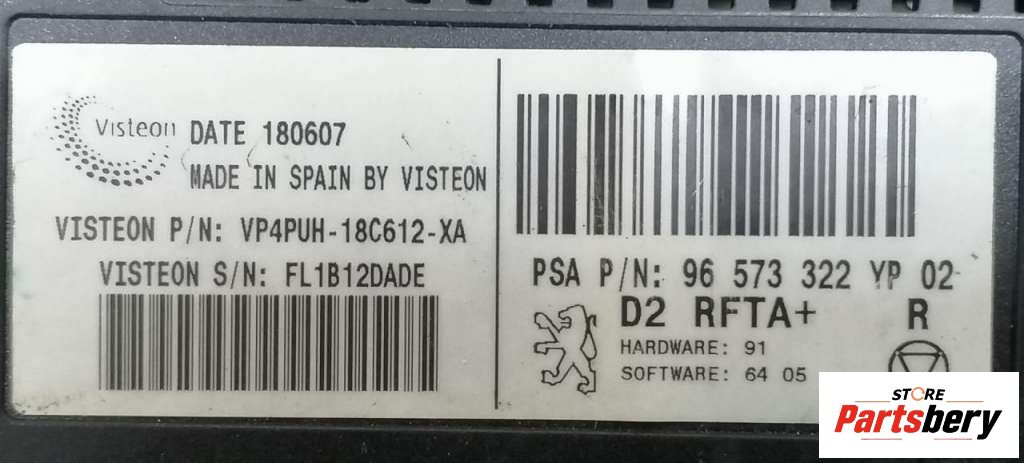 Visteon
DATE 180607
MADE IN SPAIN BY VISTEON
VISTEON P/N: VP4PUH-18C612-XA
VISTEON S/N: FL1B12DADE
PSA P/N: 96 573 322 YP 02
D2 RFTA+ R
HARDWARE: 91
SOFTWARE: 64 05
STORE
Partsbery